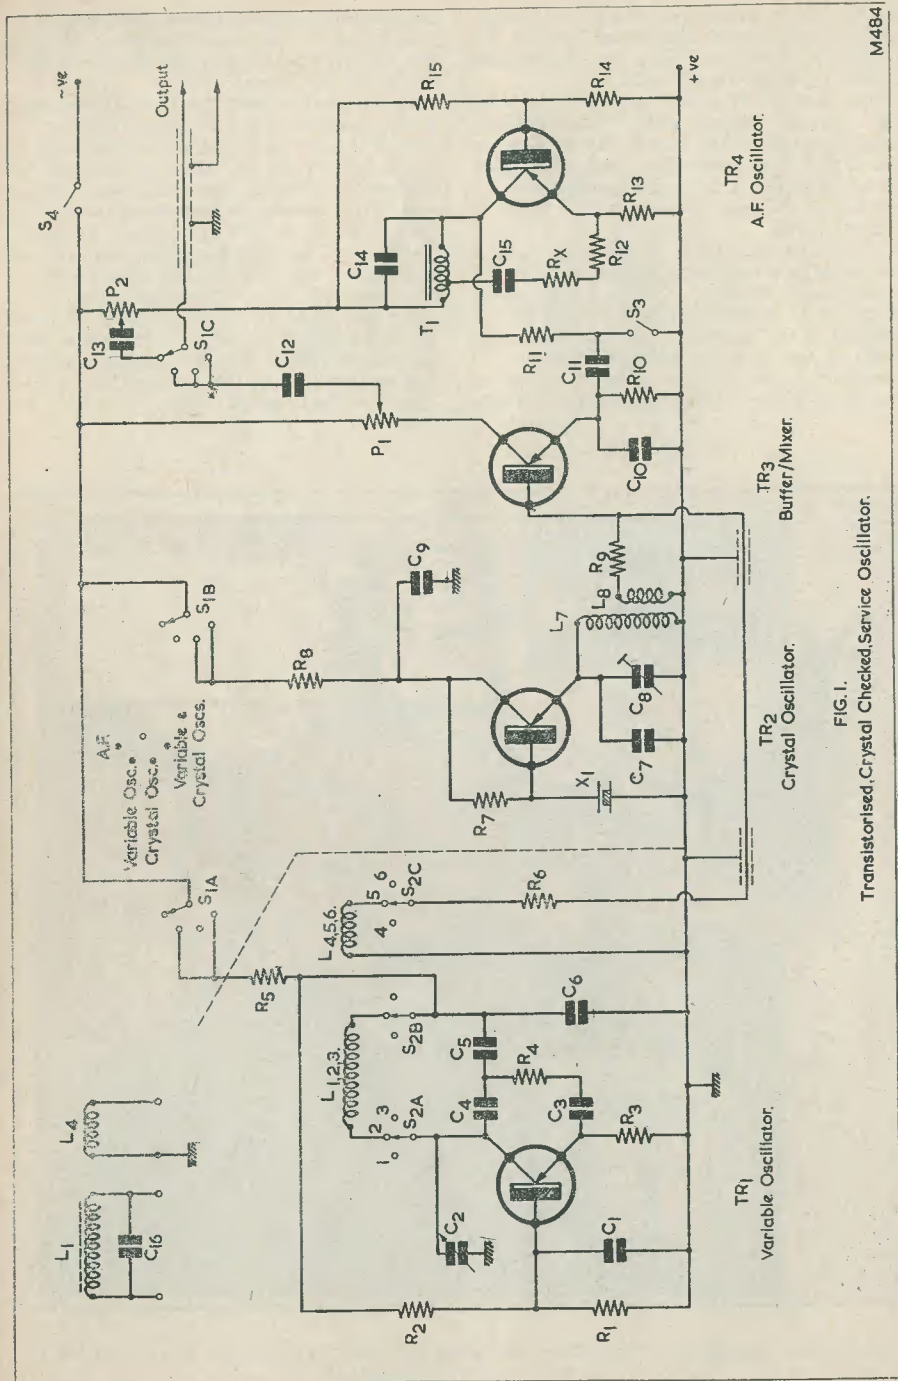 L1
C16
L4
A.F.
Variable Osc.
Crystal Osc.
Variable &
Crystal Oscs.
S1A
S1B
S4
~ ve
P2
C13
S1C
Output
C12
P1
R5
R8
C9
R2
L1,2,3.
1 2 3
S2A
S2B
C2
C4
C5
R4
C3
C6
R3
C1
R1
L4,5,6.
4 5 6
S2C
R6
R7
X1
C7
C8
L7
L8
R9
C10
R10
C11
R11
S3
T1
C14
C15
RX
R12
R13
R15
R14
+ve
TR1
Variable Oscillator.
TR2
Crystal Oscillator.
TR3
Buffer/Mixer.
TR4
A.F. Oscillator.
FIG.1.
Transistorised, Crystal Checked, Service Oscillator.
M484